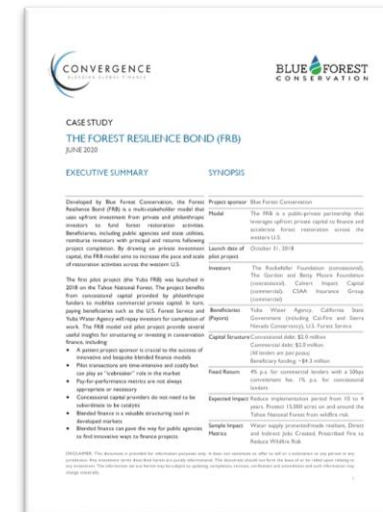 CONVERGENCE
BLENDING GLOBAL FINANCE
BLUE FOREST
CONSERVATION
CASE STUDY
THE FOREST RESILIENCE BOND (FRB)
JUNE 2020
EXECUTIVE SUMMARY
Developed by Blue Forest Conservation, the Forest
Resilience Bond (FRB) is a multi-stakeholder model that
uses upfront investment from private and philanthropic
investors to fund forest restoration activities.
Beneficiaries, including public agencies and state utilities,
reimburse investors with principal and returns following
project completion. By drawing on private investment
capital, the FRB model aims to increase the pace and scale
of restoration activities across the western U.S.
The first pilot project (the Yuba FRB) was launched in
2018 on the Tahoe National Forest. The project benefits
from concessional capital provided by philanthropic
funders to mobilize commercial private capital. In turn,
paying beneficiaries such as the U.S. Forest Service and
Yuba Water Agency will repay investors for completion of
work. The FRB model and pilot project provide several
useful insights for structuring or investing in conservation
finance, including:
• A patient project sponsor is crucial to the success of
innovative and bespoke blended finance models
• Pilot transactions are time-intensive and costly but
can play an "icebreaker" role in the market
• Pay-for-performance metrics are not always
appropriate or necessary
• Concessional capital providers do not need to be
subordinate to be catalytic
• Blended finance is a valuable structuring tool in
developed markets
• Blended finance can pave the way for public agencies
to find innovative ways to finance projects
SYNOPSIS
Project sponsor Blue Forest Conservation
Model The FRB is a public-private partnership that
leverages upfront private capital to finance and
accelerate forest restoration across the
western U.S.
Launch date of October 31, 2018
pilot project
Investors The Rockefeller Foundation (concessional),
The Gordon and Betty Moore Foundation
(concessional), Calvert Impact Capital
(commercial), CSAA Insurance Group
(commercial)
Beneficiaries Yuba Water Agency, California State
(Payors) Government (including Cal-Fire and Sierra
Nevada Conservancy), U.S. Forest Service
Capital Structure Concessional debt: $2.0 million
Commercial debt: $2.0 million
(All lenders are pari passu)
Beneficiary funding: ~$4.3 million
Fixed Return 4% p.a. for commercial lenders with a 50bps
commitment fee. 1% p.a. for concessional
lenders
Expected Impact Reduce implementation period from 10 to 4
years. Protect 15,000 acres on and around the
Tahoe National Forest from wildfire risk.
Sample Impact Water supply protected/made resilient, Direct
Metrics and Indirect Jobs Created, Prescribed Fire to
Reduce Wildfire Risk